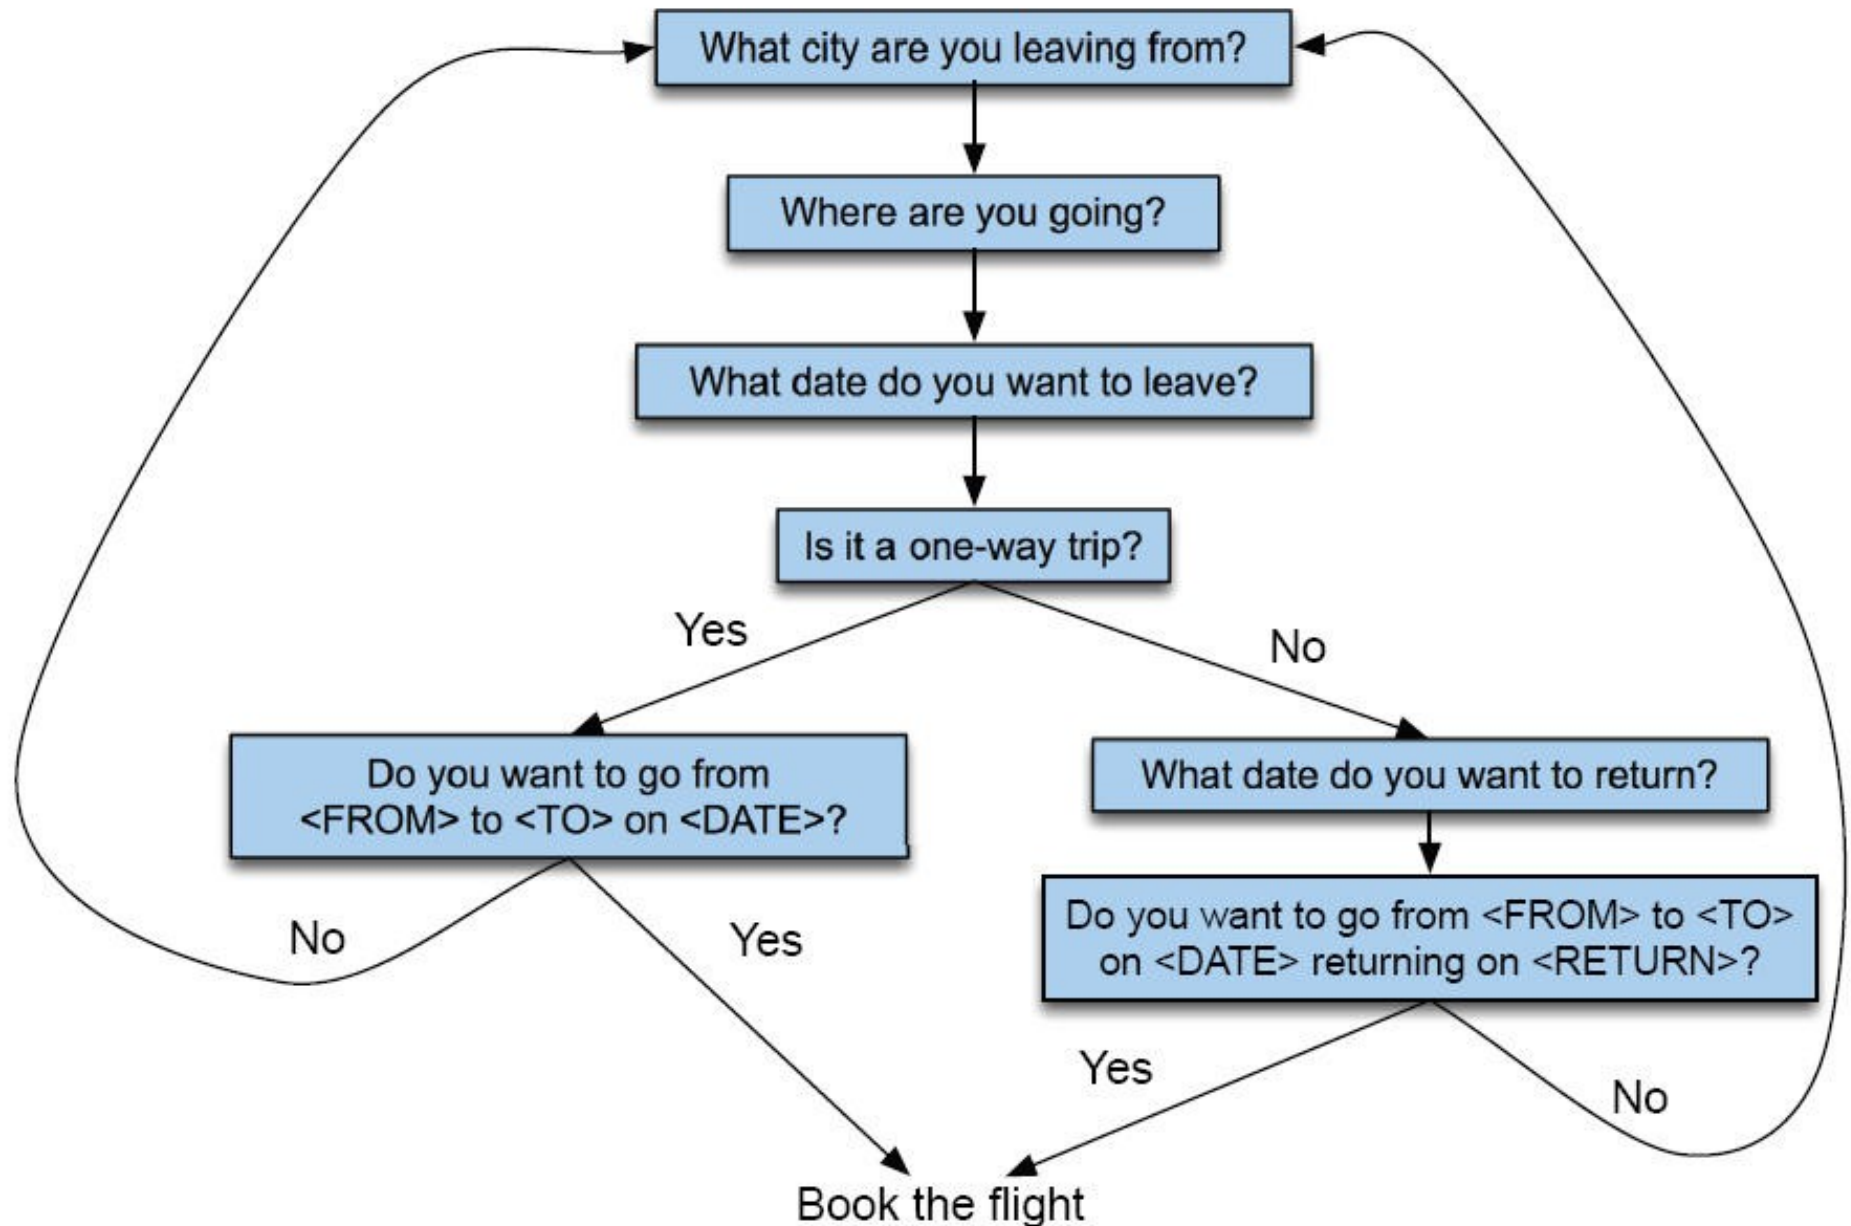 What city are you leaving from?
Where are you going?
What date do you want to leave?
Is it a one-way trip?
Yes
No
Do you want to go from
<FROM> to <TO> on <DATE>?
What date do you want to return?
Do you want to go from <FROM> to <TO>
on <DATE> returning on <RETURN>?
No
Yes
Yes
No
Book the flight